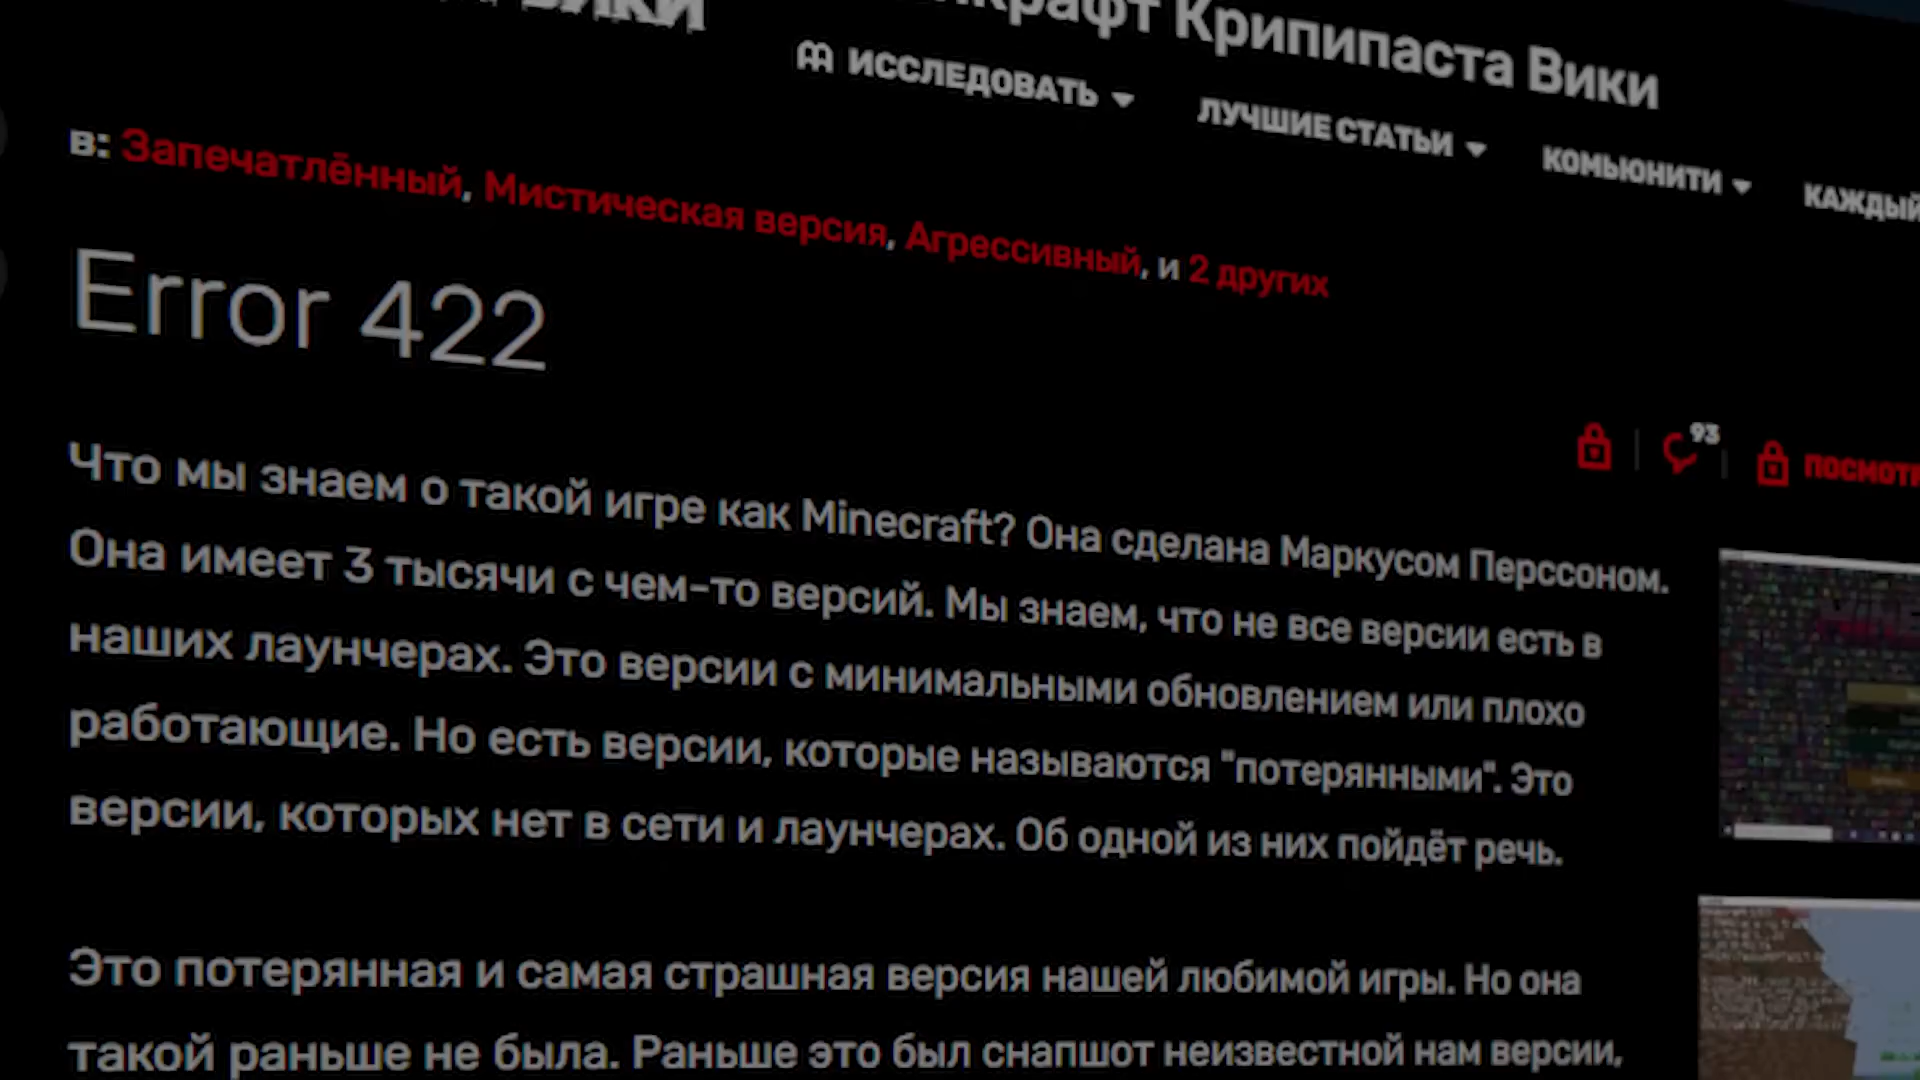 Крипипаста Вики
ИССЛЕДОВАТЬ
ЛУЧШИЕ СТАТЬИ
КОМЬЮНИТИ
КАЖДЫЙ
в: Запечатлённый, Мистическая версия, Агрессивный, и 2 других
Error 422
93
Что мы знаем о такой игре как Minecraft? Она сделана Маркусом Перссоном.
Она имеет 3 тысячи с чем-то версий. Мы знаем, что не все версии есть в
наших лаунчерах. Это версии с минимальными обновлением или плохо
работающие. Но есть версии, которые называются "потерянными". Это
версии, которых нет в сети и лаунчерах. Об одной из них пойдёт речь.
Это потерянная и самая страшная версия нашей любимой игры. Но она
такой раньше не была. Раньше это был снапшот неизвестной нам версии,